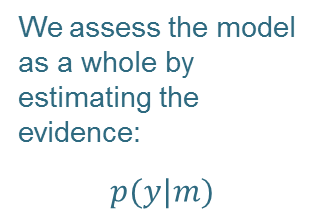 We assess the model
as a whole by
estimating the
evidence:
p(y|m)